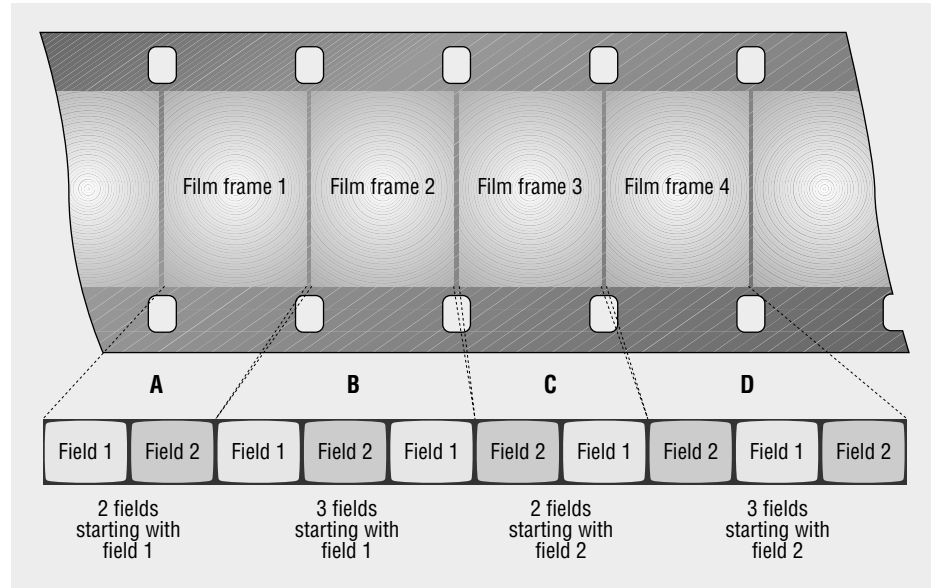 Film frame 1 Film frame 2 Film frame 3 Film frame 4
A B C D
Field 1 Field 2 Field 1 Field 2 Field 1 Field 2 Field 1 Field 2 Field 1 Field 2
2 fields
starting with
field 1
3 fields
starting with
field 1
2 fields
starting with
field 2
3 fields
starting with
field 2